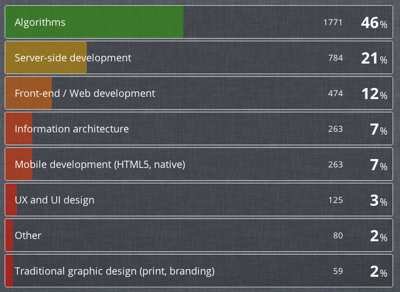 Algorithms 1771 46%
Server-side development 784 21%
Front-end / Web development 474 12%
Information architecture 263 7%
Mobile development (HTML5, native) 263 7%
UX and UI design 125 3%
Other 80 2%
Traditional graphic design (print, branding) 59 2%